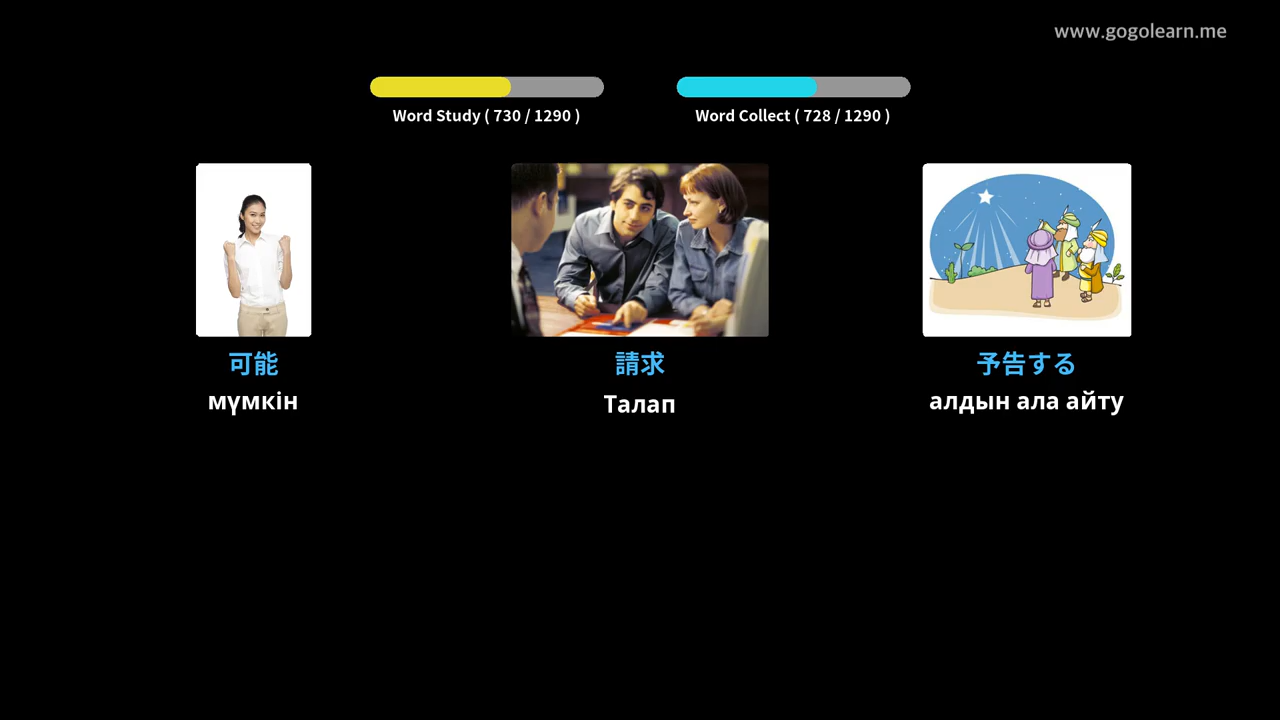 www.gogolearn.me
Word Study ( 730 / 1290 )
Word Collect ( 728 / 1290 )
可能
мүмкін
請求
Талап
予告する
алдын ала айту